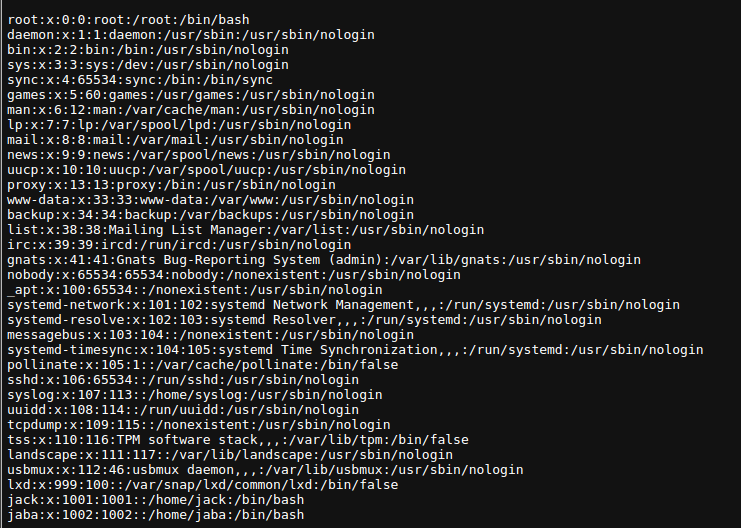 root:x:0:0:root:/root:/bin/bash
daemon:x:1:1:daemon:/usr/sbin:/usr/sbin/nologin
bin:x:2:2:bin:/bin:/usr/sbin/nologin
sys:x:3:3:sys:/dev:/usr/sbin/nologin
sync:x:4:65534:sync:/bin:/bin/sync
games:x:5:60:games:/usr/games:/usr/sbin/nologin
man:x:6:12:man:/var/cache/man:/usr/sbin/nologin
lp:x:7:7:lp:/var/spool/lpd:/usr/sbin/nologin
mail:x:8:8:mail:/var/mail:/usr/sbin/nologin
news:x:9:9:news:/var/spool/news:/usr/sbin/nologin
uucp:x:10:10:uucp:/var/spool/uucp:/usr/sbin/nologin
proxy:x:13:13:proxy:/bin:/usr/sbin/nologin
www-data:x:33:33:www-data:/var/www:/usr/sbin/nologin
backup:x:34:34:backup:/var/backups:/usr/sbin/nologin
list:x:38:38:Mailing List Manager:/var/list:/usr/sbin/nologin
irc:x:39:39:ircd:/run/ircd:/usr/sbin/nologin
gnats:x:41:41:Gnats Bug-Reporting System (admin):/var/lib/gnats:/usr/sbin/nologin
nobody:x:65534:65534:nobody:/nonexistent:/usr/sbin/nologin
_apt:x:100:65534::/nonexistent:/usr/sbin/nologin
systemd-network:x:101:102:systemd Network Management,,,:/run/systemd:/usr/sbin/nologin
systemd-resolve:x:102:103:systemd Resolver,,,:/run/systemd:/usr/sbin/nologin
messagebus:x:103:104::/nonexistent:/usr/sbin/nologin
systemd-timesync:x:104:105:systemd Time Synchronization,,,:/run/systemd:/usr/sbin/nologin
pollinate:x:105:1::/var/cache/pollinate:/bin/false
sshd:x:106:65534::/run/sshd:/usr/sbin/nologin
syslog:x:107:113::/home/syslog:/usr/sbin/nologin
uuidd:x:108:114::/run/uuidd:/usr/sbin/nologin
tcpdump:x:109:115::/nonexistent:/usr/sbin/nologin
tss:x:110:116:TPM software stack,,,:/var/lib/tpm:/bin/false
landscape:x:111:117::/var/lib/landscape:/usr/sbin/nologin
usbmux:x:112:46:usbmux daemon,,,:/var/lib/usbmux:/usr/sbin/nologin
lxd:x:999:100::/var/snap/lxd/common/lxd:/bin/false
jack:x:1001:1001::/home/jack:/bin/bash
jaba:x:1002:1002::/home/jaba:/bin/bash